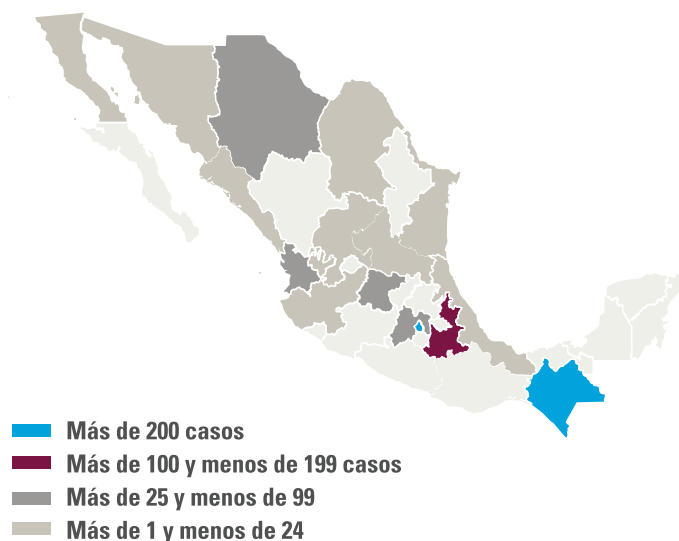 Más de 200 casos
Más de 100 y menos de 199 casos
Más de 25 y menos de 99
Más de 1 y menos de 24